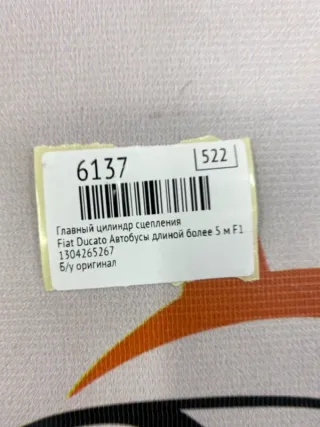 6137
522
Главный цилиндр сцепления
Fiat Ducato Автобусы длиной более 5 м F1
1304265267
Б/у оригинал